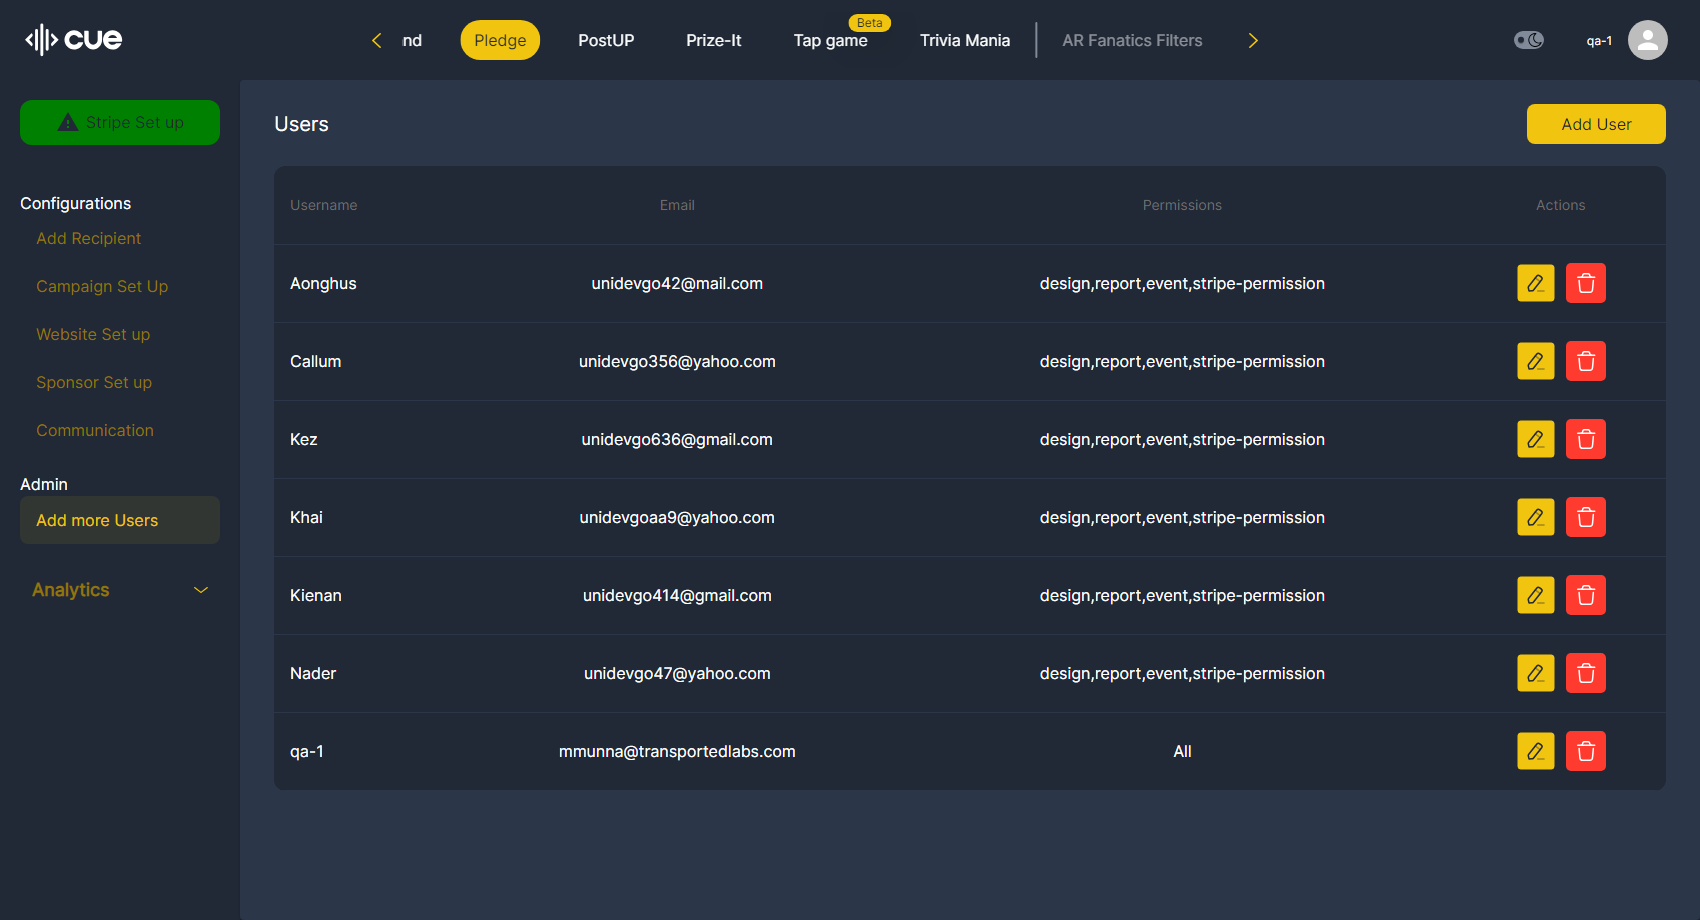 cue
nd
Pledge
PostUP
Prize-It
Tap game
Beta
Trivia Mania
AR Fanatics Filters
qa-1
Stripe Set up
Configurations
Add Recipient
Campaign Set Up
Website Set up
Sponsor Set up
Communication
Admin
Add more Users
Analytics
Users
Add User
Username Email Permissions Actions
Aonghus unidevgo42@mail.com design,report,event,stripe-permission
Callum unidevgo356@yahoo.com design,report,event,stripe-permission
Kez unidevgo636@gmail.com design,report,event,stripe-permission
Khai unidevgoaa9@yahoo.com design,report,event,stripe-permission
Kienan unidevgo414@gmail.com design,report,event,stripe-permission
Nader unidevgo47@yahoo.com design,report,event,stripe-permission
qa-1 mmunna@transportedlabs.com All